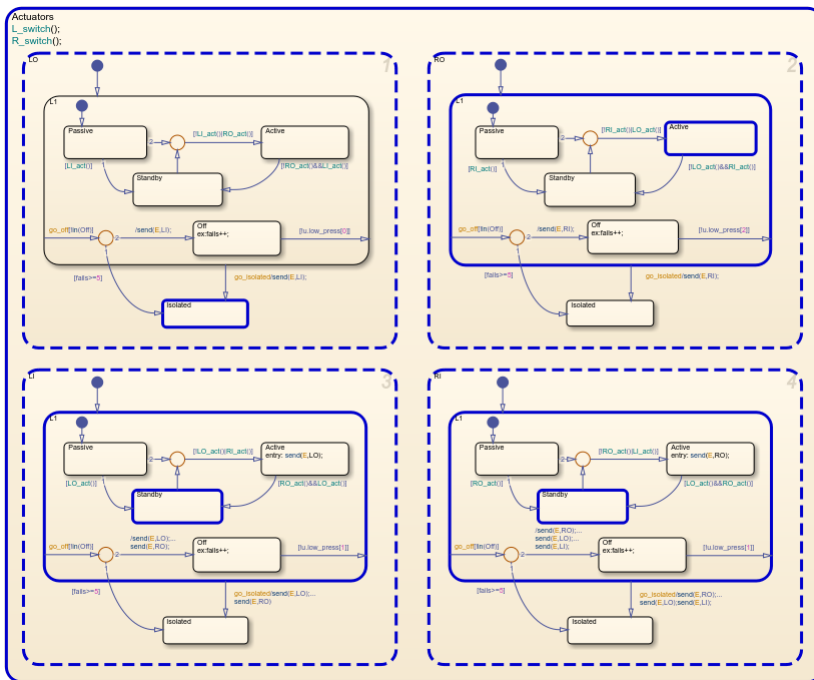 Actuators
L_switch();
R_switch();
LO
1
L1
Passive
2
[!LI_act()|RO_act()]
Active
[LI_act()]
Standby
[!RO_act()&&LI_act()]
go_off[!in(Off)]
2
/send(E,LI);
Off
ex:fails++;
[!u.low_press[0]]
[fails>=5]
1
go_isolated/send(E,LI);
Isolated
RO
2
L1
Passive
2
[!RI_act()|LO_act()]
Active
[RI_act()]
Standby
[!LO_act()&&RI_act()]
go_off[!in(Off)]
2
/send(E,RI);
Off
ex:fails++;
[!u.low_press[2]]
[fails>=5]
1
go_isolated/send(E,RI);
Isolated
LI
3
L1
Passive
2
[!LO_act()|RI_act()]
Active
entry: send(E,LO);
[LO_act()]
Standby
[RO_act()&&LO_act()]
go_off[!in(Off)]
2
/send(E,LO);...
send(E,RO);
Off
ex:fails++;
[!u.low_press[1]]
[fails>=5]
1
go_isolated/send(E,LO);...
send(E,RO)
Isolated
RI
4
L1
Passive
2
[!RO_act()|LI_act()]
Active
entry: send(E,RO);
[RO_act()]
Standby
[LO_act()&&RO_act()]
go_off[!in(Off)]
2
/send(E,RO);...
send(E,LO);...
send(E,LI);
Off
ex:fails++;
[!u.low_press[1]]
[fails>=5]
1
go_isolated/send(E,RO);...
send(E,LO);send(E,LI);
Isolated